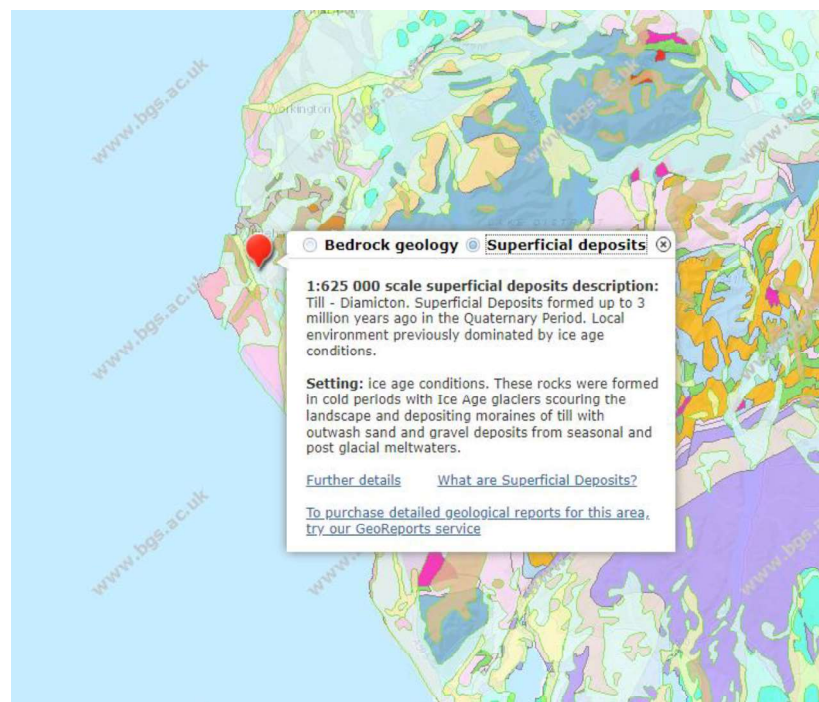 www.bgs.ac.uk
www.bgs.ac.uk
www.bgs.ac.uk
www.bgs.ac.uk
Workington
Bedrock geology Superficial deposits
1:625 000 scale superficial deposits description:
Till - Diamicton. Superficial Deposits formed up to 3
million years ago in the Quaternary Period. Local
environment previously dominated by ice age
conditions.
Setting: ice age conditions. These rocks were formed
in cold periods with Ice Age glaciers scouring the
landscape and depositing moraines of till with
outwash sand and gravel deposits from seasonal and
post glacial meltwaters.
Further details What are Superficial Deposits?
To purchase detailed geological reports for this area,
try our GeoReports service
www.bgs.ac.uk
www.bgs.ac.uk